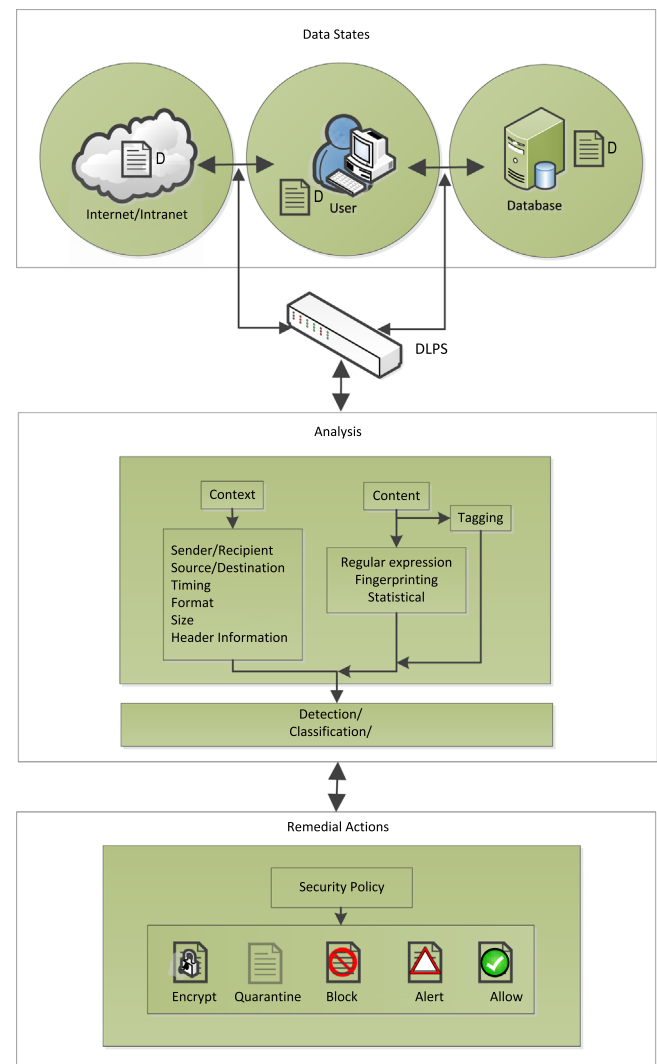 Data States
D
Internet/Intranet
D
User
D
Database
DLPS
Analysis
Context
Content
Tagging
Sender/Recipient
Source/Destination
Timing
Format
Size
Header Information
Regular expression
Fingerprinting
Statistical
Detection/
Classification/
Remedial Actions
Security Policy
Encrypt
Quarantine
Block
Alert
Allow